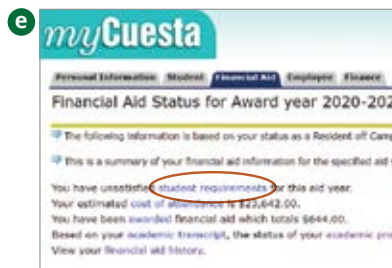 e
myCuesta
Personal Information Student Financial Aid Employee Finance
Financial Aid Status for Award year 2020-202
The following information is based on your status as a Resident off Camp
This is a summary of your financial aid information for the specified aid
You have unsatisfied student requirements for this aid year.
Your estimated cost of attendance is $23,642.00.
You have been awarded financial aid which totals $644.00.
Based on your academic transcript, the status of your academic pro
View your financial aid history.